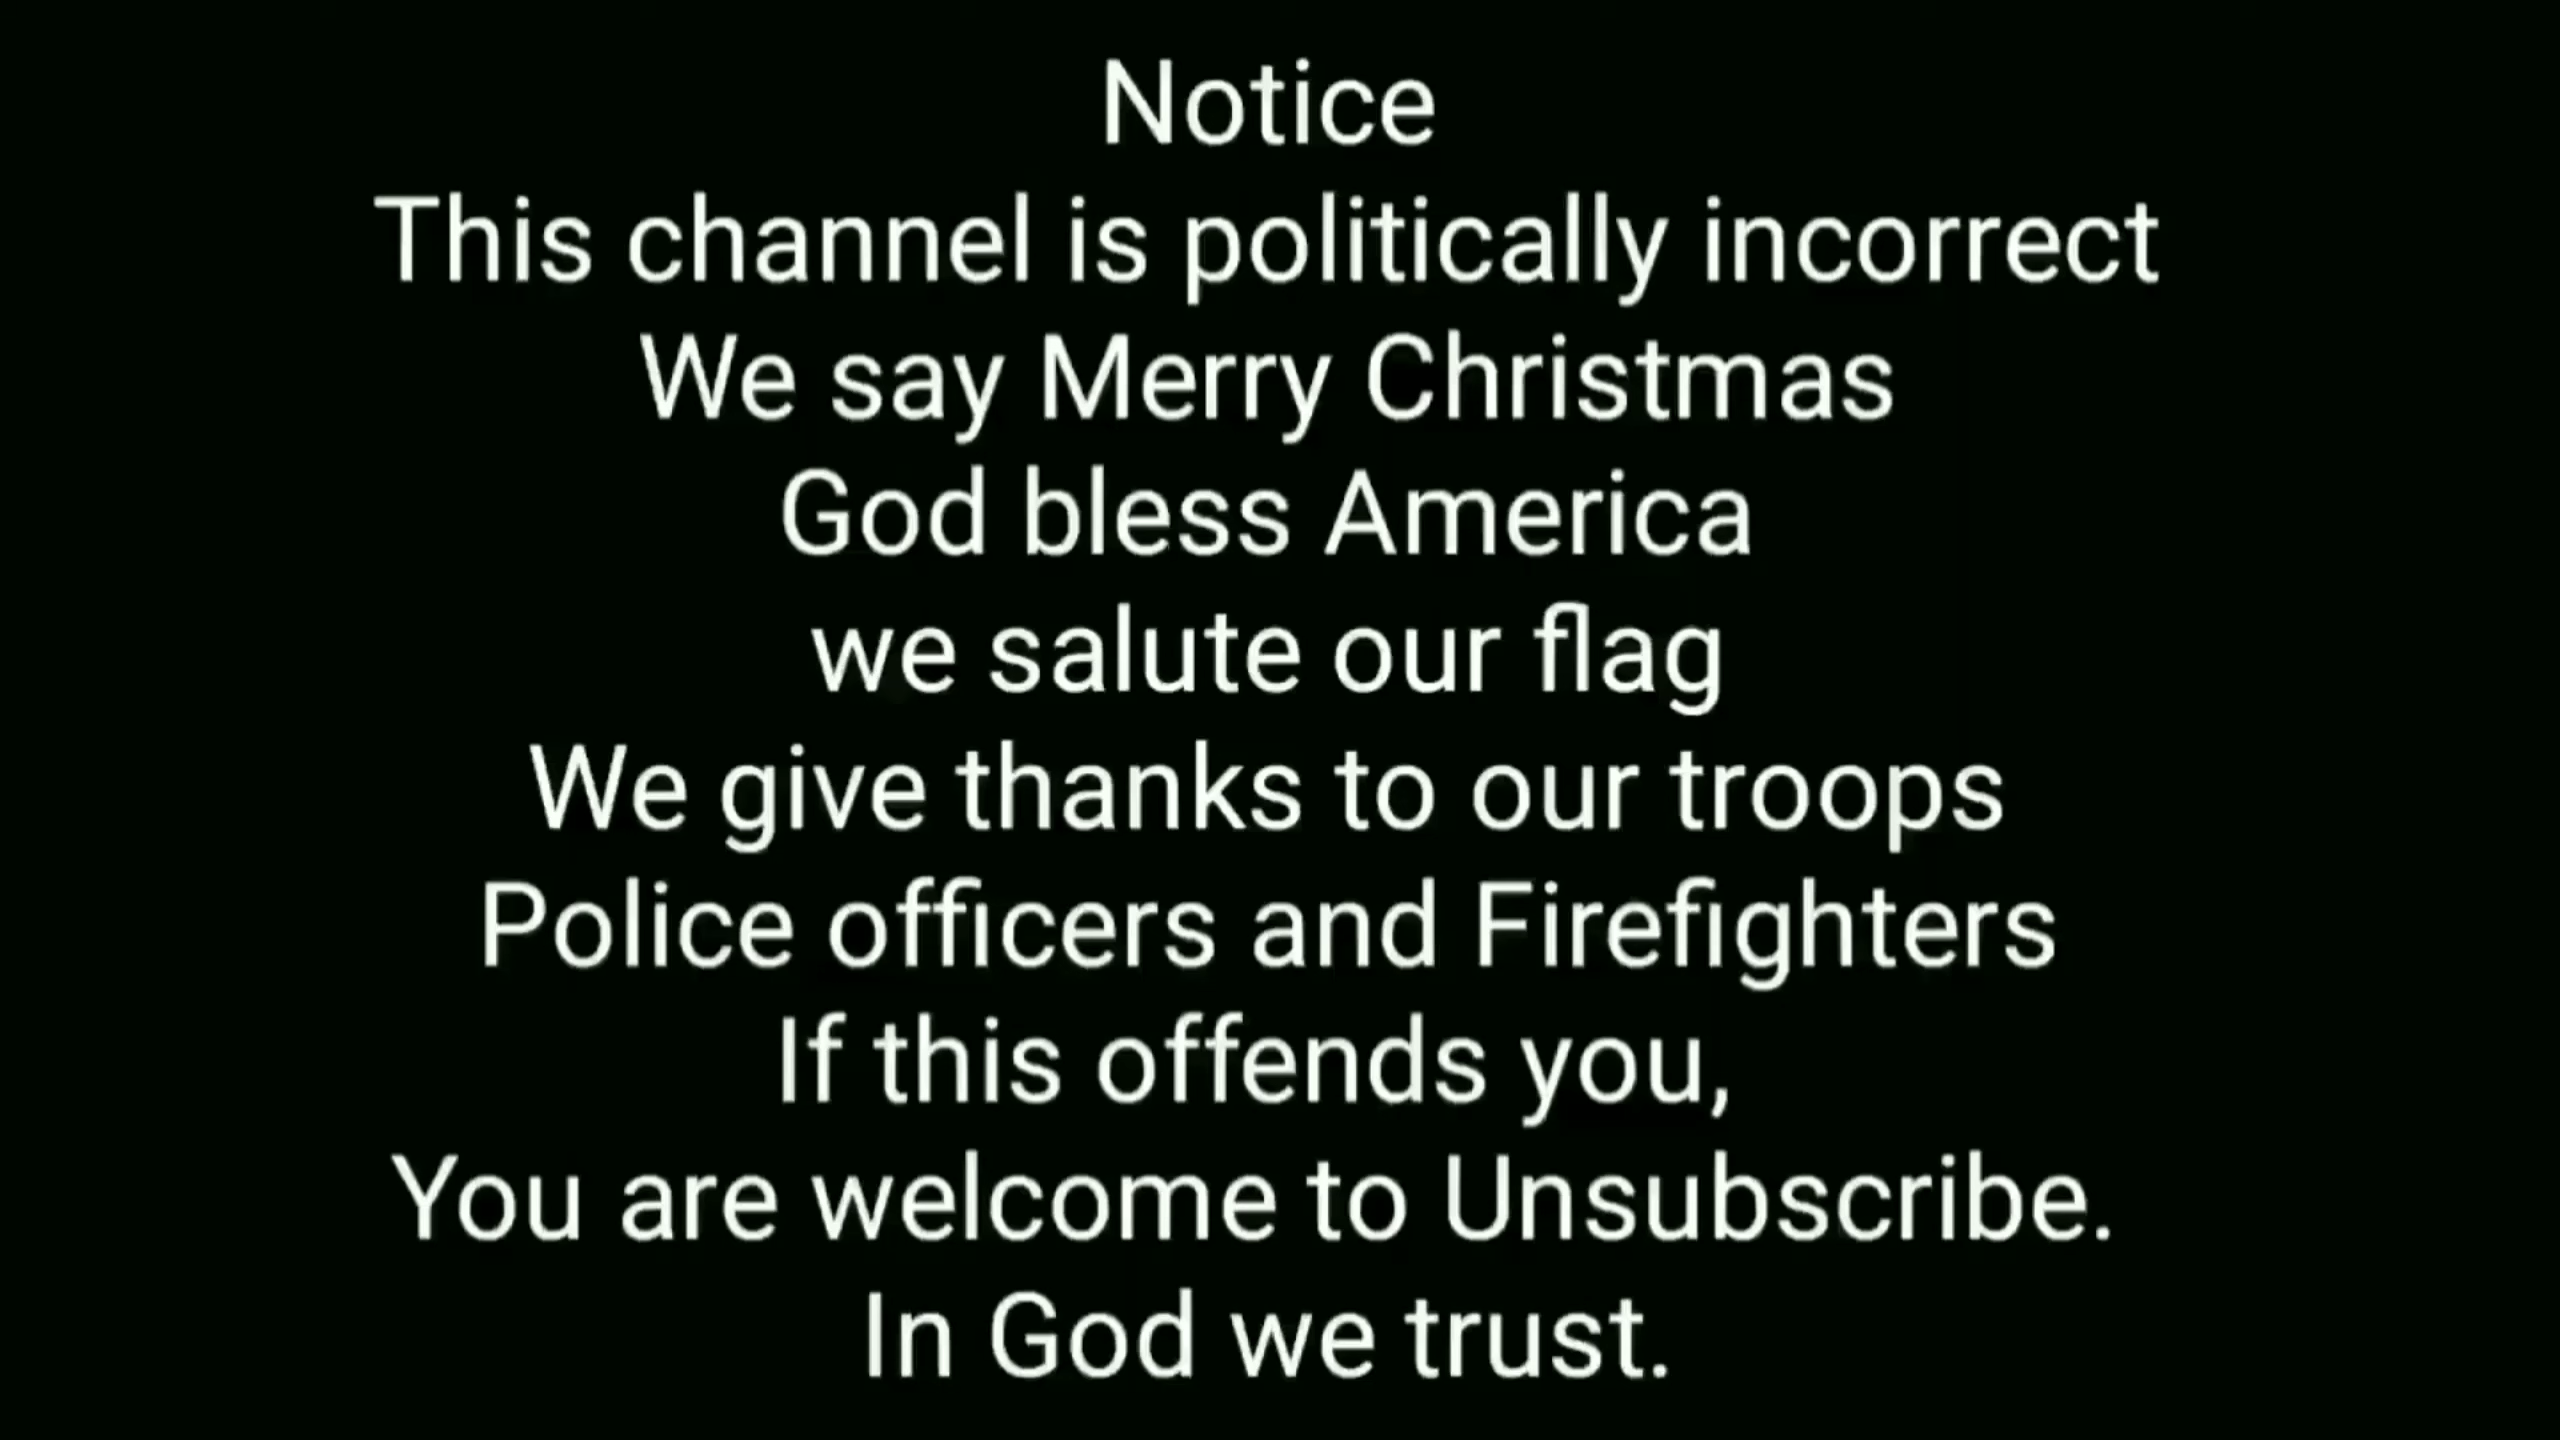 Notice
This channel is politically incorrect
We say Merry Christmas
God bless America
we salute our flag
We give thanks to our troops
Police officers and Firefighters
If this offends you,
You are welcome to Unsubscribe.
In God we trust.